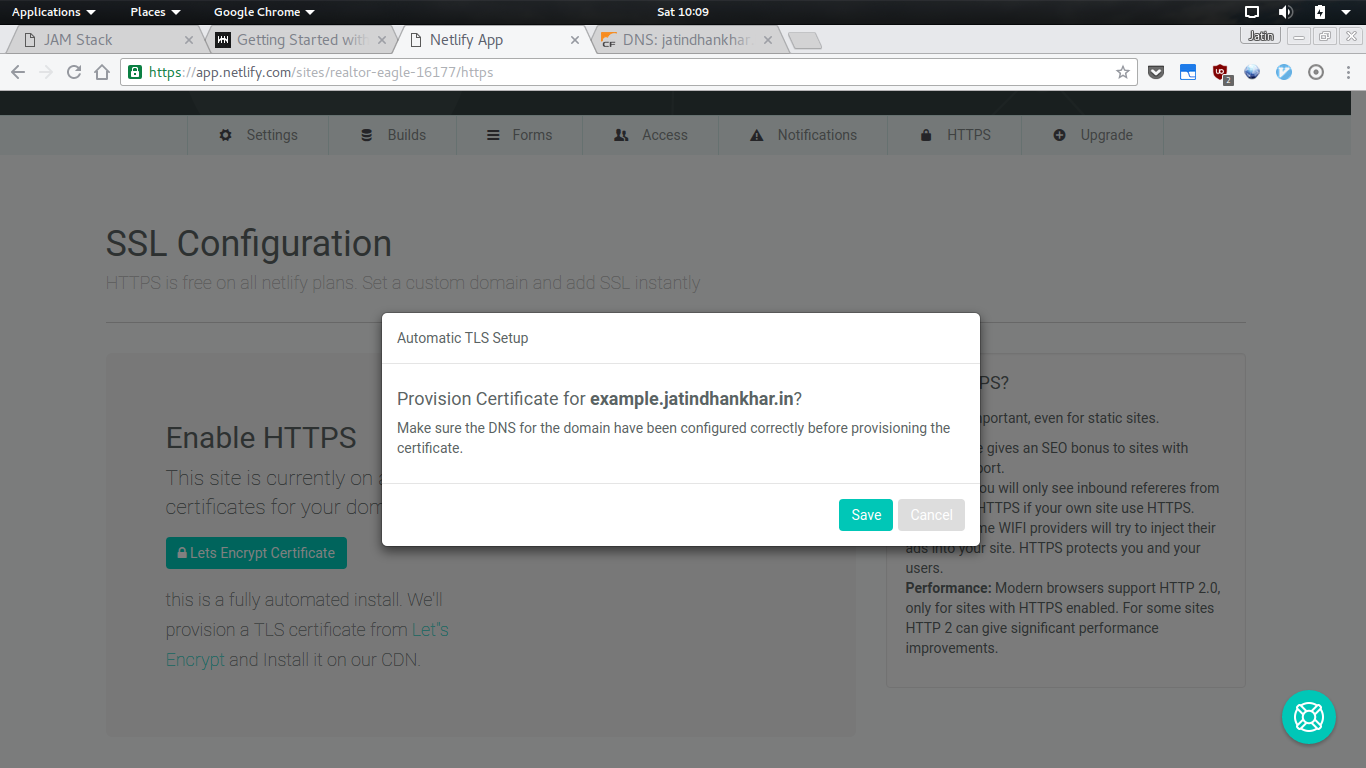 Applications Places Google Chrome Sat 10:09
JAM Stack Getting Started with Netlify App CF DNS: jatindhankhar. Jatin
https://app.netlify.com/sites/realtor-eagle-16177/https 2
Settings Builds Forms Access Notifications HTTPS Upgrade
SSL Configuration
HTTPS is free on all netlify plans. Set a custom domain and add SSL instantly
Automatic TLS Setup
Provision Certificate for example.jatindhankhar.in?
Make sure the DNS for the domain have been configured correctly before provisioning the
certificate.
Save Cancel
Enable HTTPS
This site is currently on
certificates for your dom
Lets Encrypt Certificate
this is a fully automated install. We'll
provision a TLS certificate from Let"s
Encrypt and Install it on our CDN.
PS?
portant, even for static sites.
e gives an SEO bonus to sites with
port.
ou will only see inbound refereres from
HTTPS if your own site use HTTPS.
me WIFI providers will try to inject their
ads into your site. HTTPS protects you and your
users.
Performance: Modern browsers support HTTP 2.0,
only for sites with HTTPS enabled. For some sites
HTTP 2 can give significant performance
improvements.